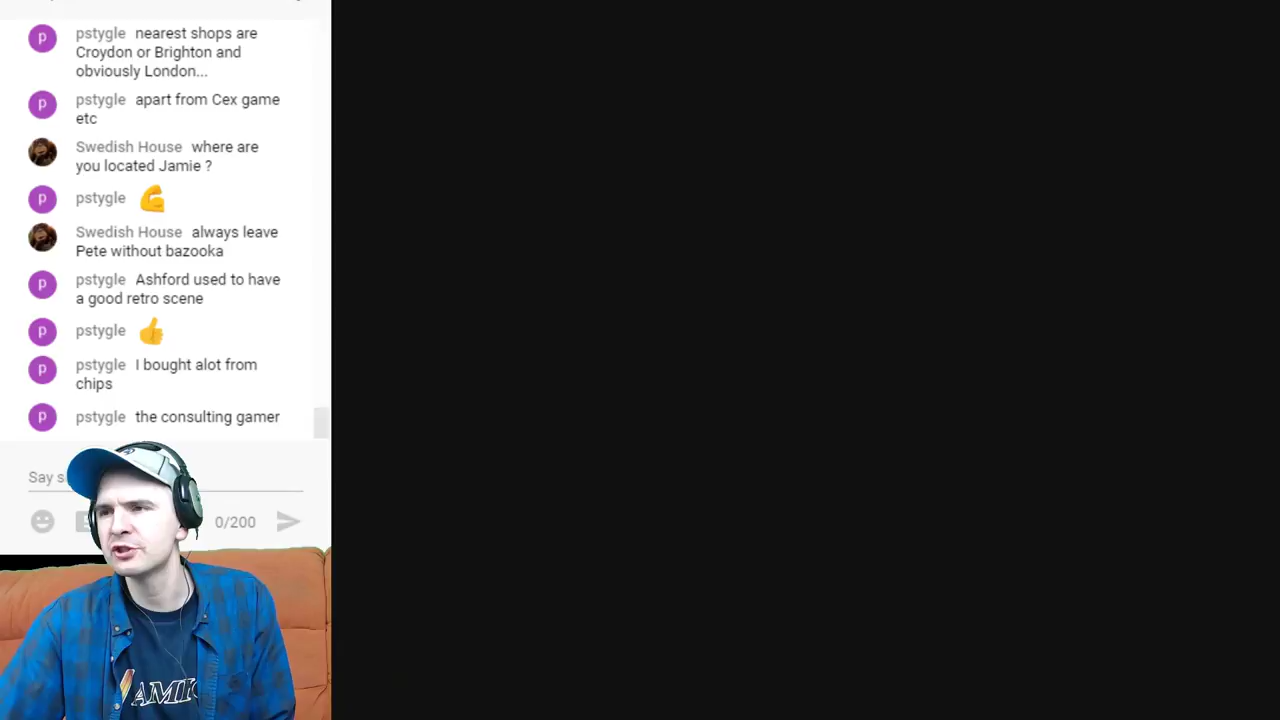 pstygle nearest shops are
Croydon or Brighton and
obviously London...
pstygle apart from Cex game
etc
Swedish House where are
you located Jamie ?
pstygle
Swedish House always leave
Pete without bazooka
pstygle Ashford used to have
a good retro scene
pstygle
pstygle I bought alot from
chips
pstygle the consulting gamer
Say
0/200